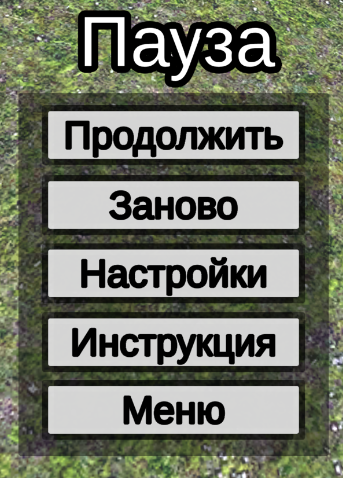 Пауза
Продолжить
Заново
Настройки
Инструкция
Меню